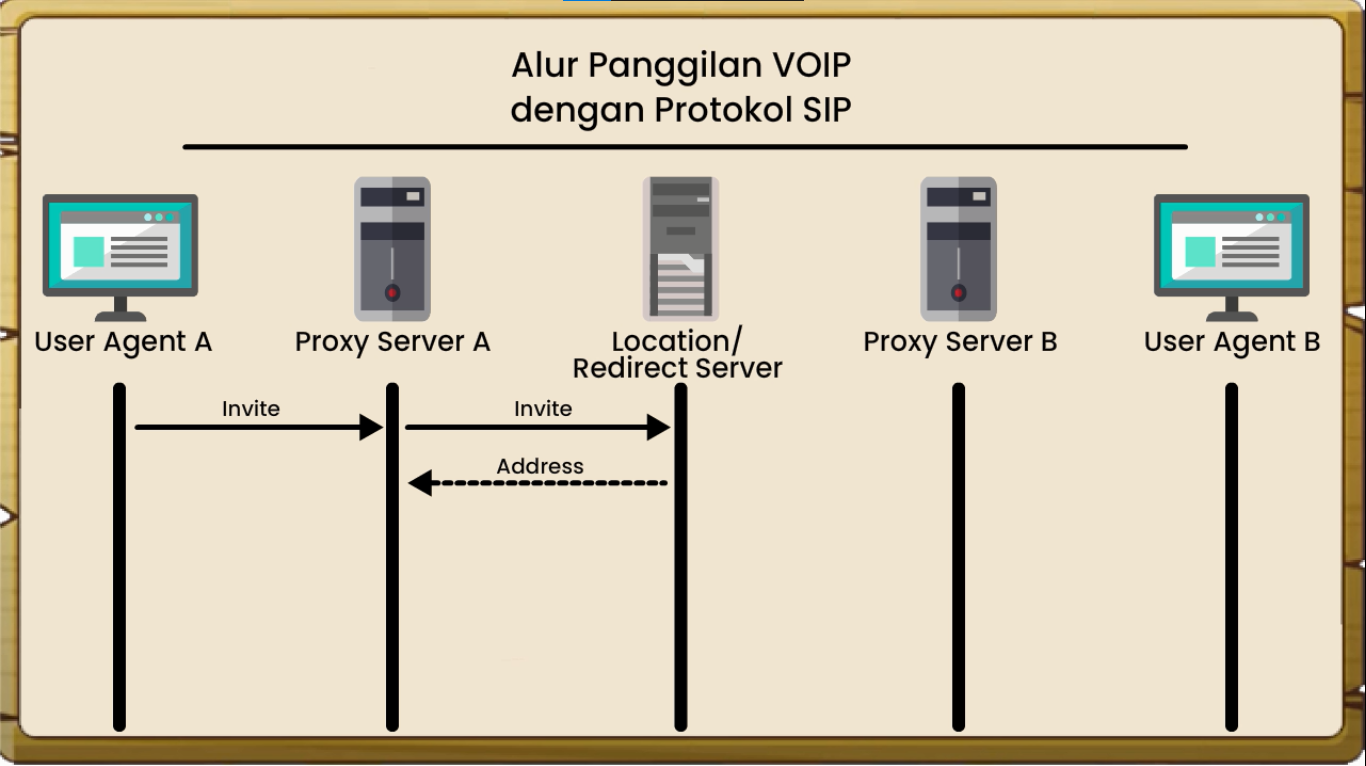 Alur Panggilan VOIP
dengan Protokol SIP
User Agent A
Proxy Server A
Location/
Redirect Server
Proxy Server B
User Agent B
Invite
Invite
Address